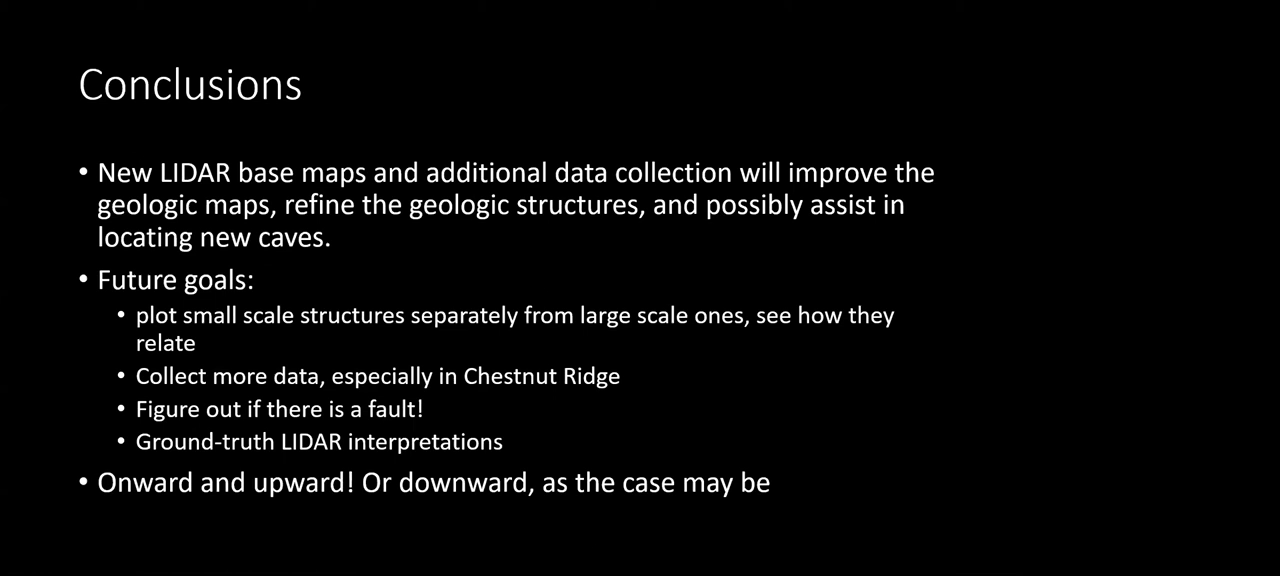 Conclusions
• New LIDAR base maps and additional data collection will improve the
geologic maps, refine the geologic structures, and possibly assist in
locating new caves.
• Future goals:
• plot small scale structures separately from large scale ones, see how they
relate
• Collect more data, especially in Chestnut Ridge
• Figure out if there is a fault!
• Ground-truth LIDAR interpretations
• Onward and upward! Or downward, as the case may be